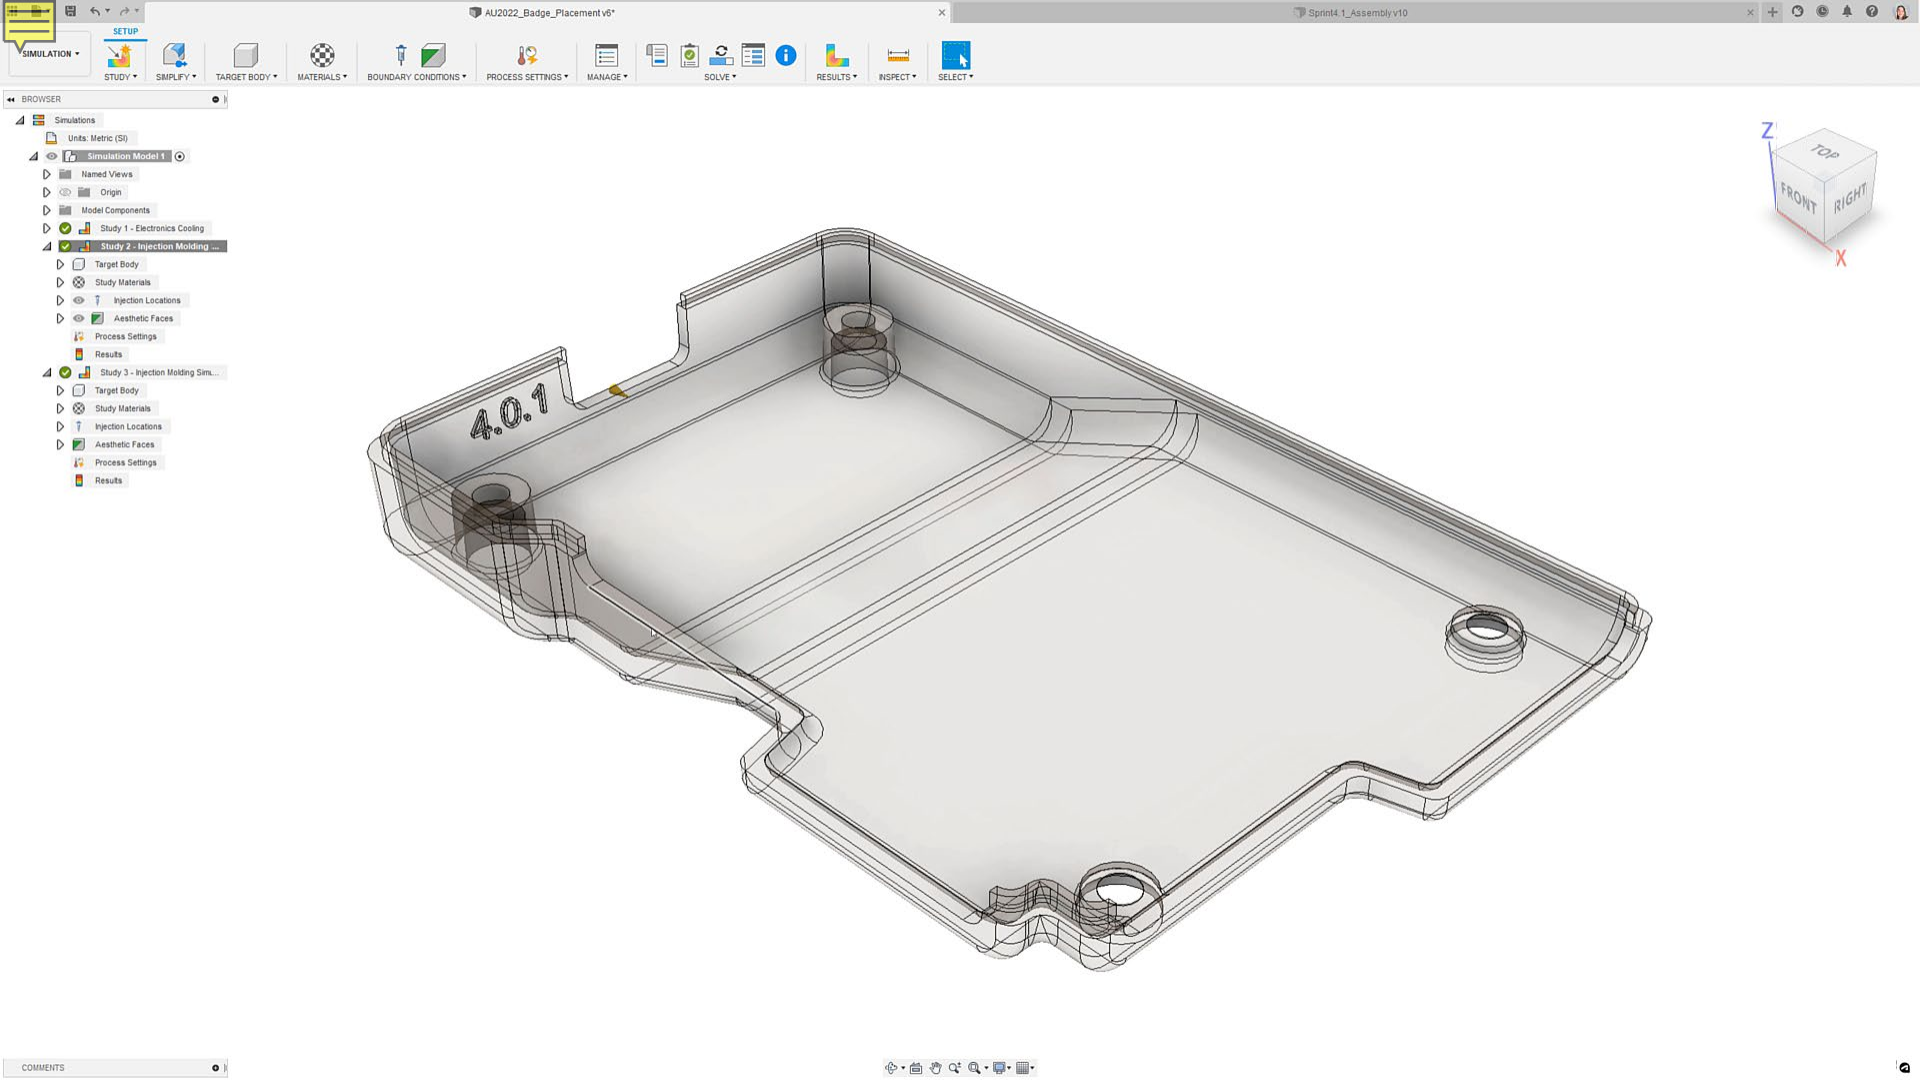 AU2022_Badge_Placement v6*
Sprint4.1_Assembly v10
SETUP
SIMULATION
STUDY
SIMPLIFY
TARGET BODY
MATERIALS
BOUNDARY CONDITIONS
PROCESS SETTINGS
MANAGE
SOLVE
RESULTS
INSPECT
SELECT
BROWSER
Simulations
Units: Metric (SI)
Simulation Model 1
Named Views
Origin
Model Components
Study 1 - Electronics Cooling
Study 2 - Injection Molding ...
Target Body
Study Materials
Injection Locations
Aesthetic Faces
Process Settings
Results
Study 3 - Injection Molding Sim...
Target Body
Study Materials
Injection Locations
Aesthetic Faces
Process Settings
Results
4.0.1
Z
TOP
FRONT
RIGHT
X
COMMENTS